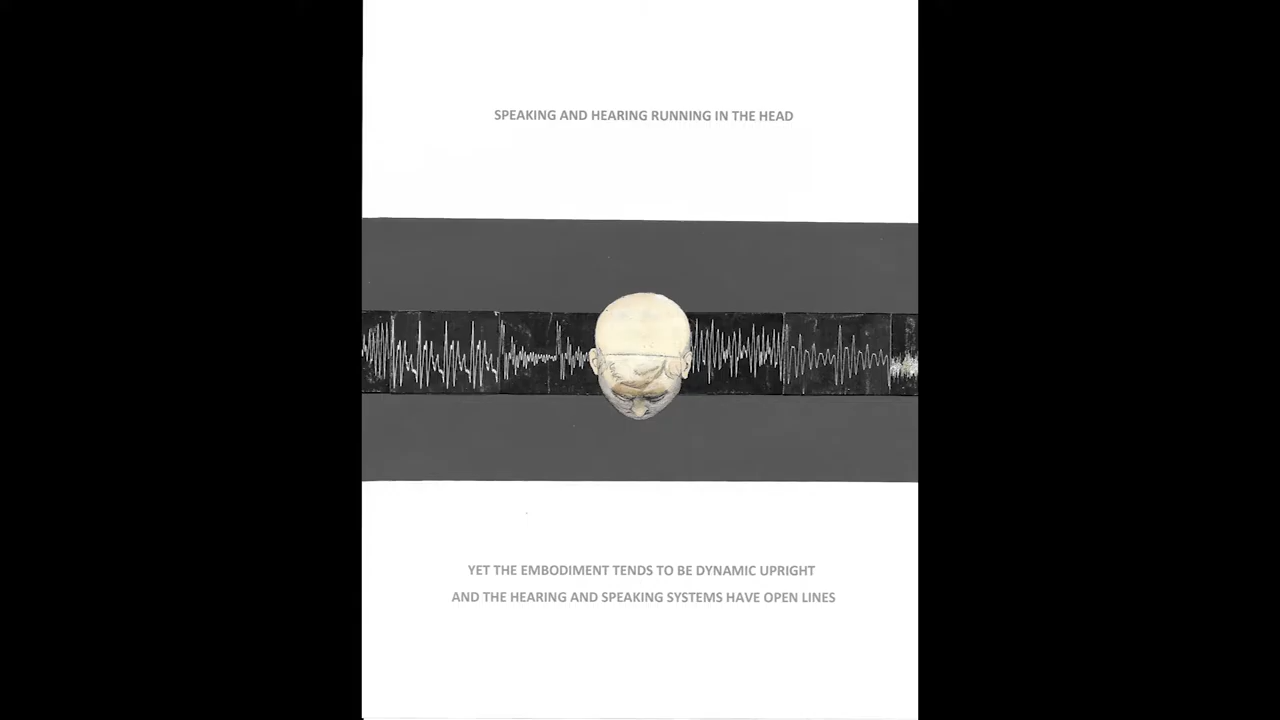 SPEAKING AND HEARING RUNNING IN THE HEAD
YET THE EMBODIMENT TENDS TO BE DYNAMIC UPRIGHT
AND THE HEARING AND SPEAKING SYSTEMS HAVE OPEN LINES